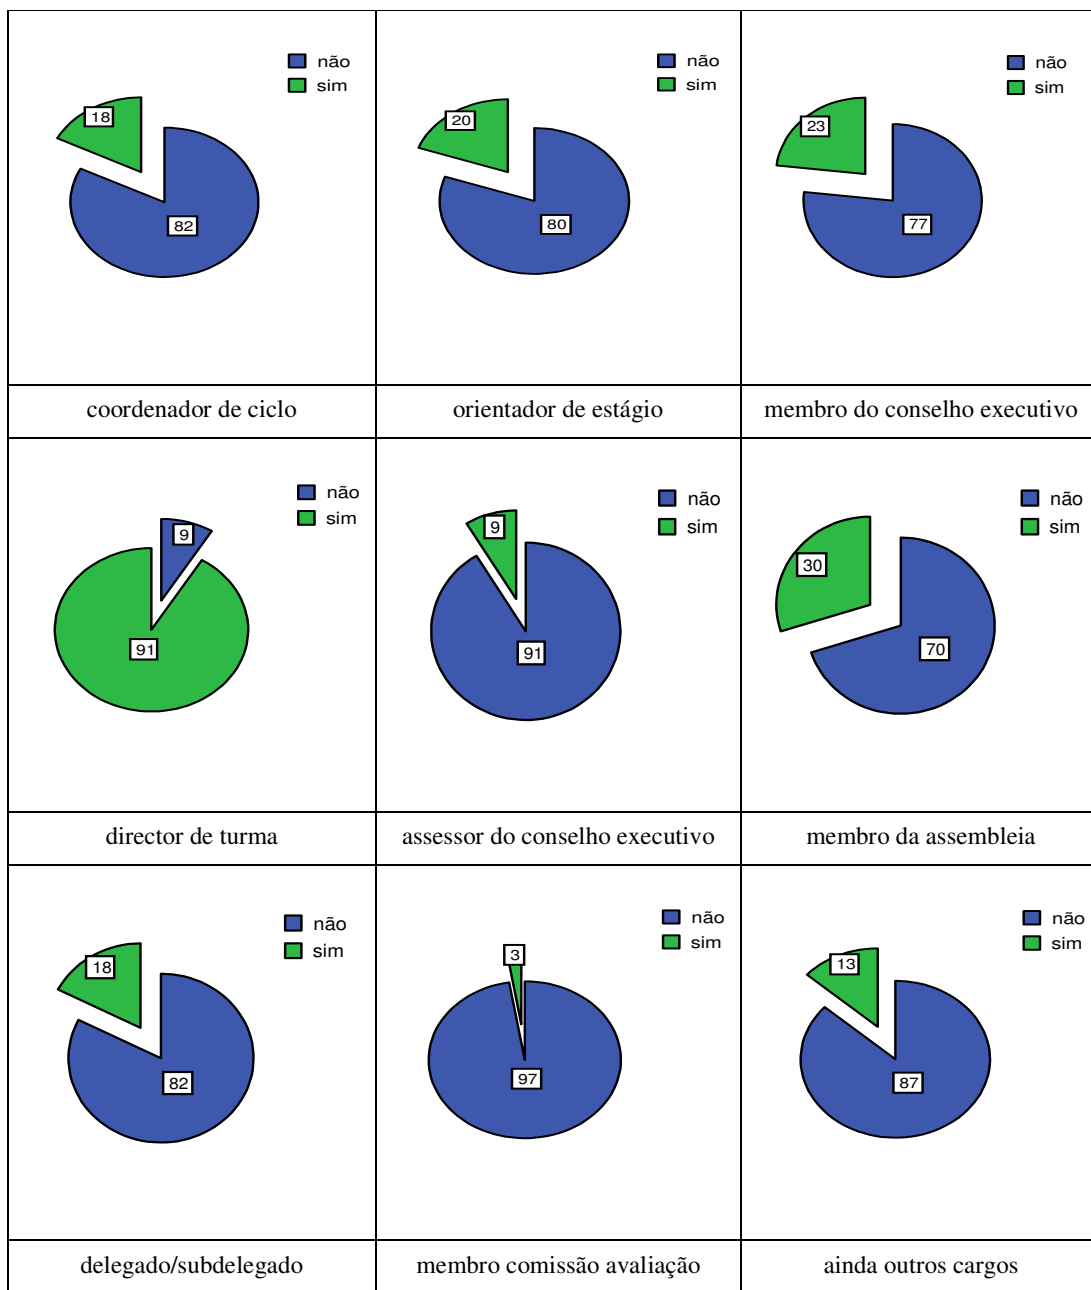 não
sim
18
82
não
sim
20
80
não
sim
23
77
coordenador de ciclo
orientador de estágio
membro do conselho executivo
não
sim
9
91
não
sim
9
91
não
sim
30
70
director de turma
assessor do conselho executivo
membro da assembleia
não
sim
18
82
não
sim
3
97
não
sim
13
87
delegado/subdelegado
membro comissão avaliação
ainda outros cargos